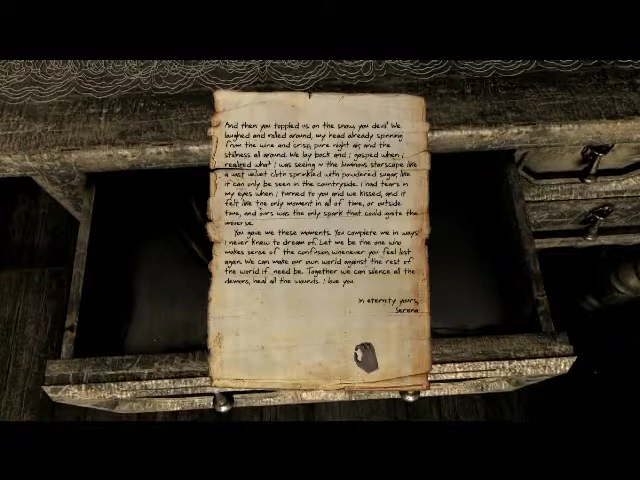 And then you toppled us on the snow, you devil! We
laughed and rolled around, my head already spinning
from the wine and crisp, pure night air, and the
stillness all around. We lay back and I gasped when I
realized what I was seeing in the luminous starscape like
a vast velvet cloth sprinkled with powdered sugar, like
it can only be seen in the countryside. I had tears in
my eyes when I turned to you and we kissed, and it
felt like the only moment in all of time, or outside
time, and ours was the only spark that could ignite the
universe.
You gave me these moments. You complete me in ways
I never knew to dream of. Let me be the one who
makes sense of the confusion, whenever you feel lost
again. We can make our own world against the rest of
the world if need be. Together we can silence all the
demons, heal all the wounds. I love you.
In eternity yours,
Serena